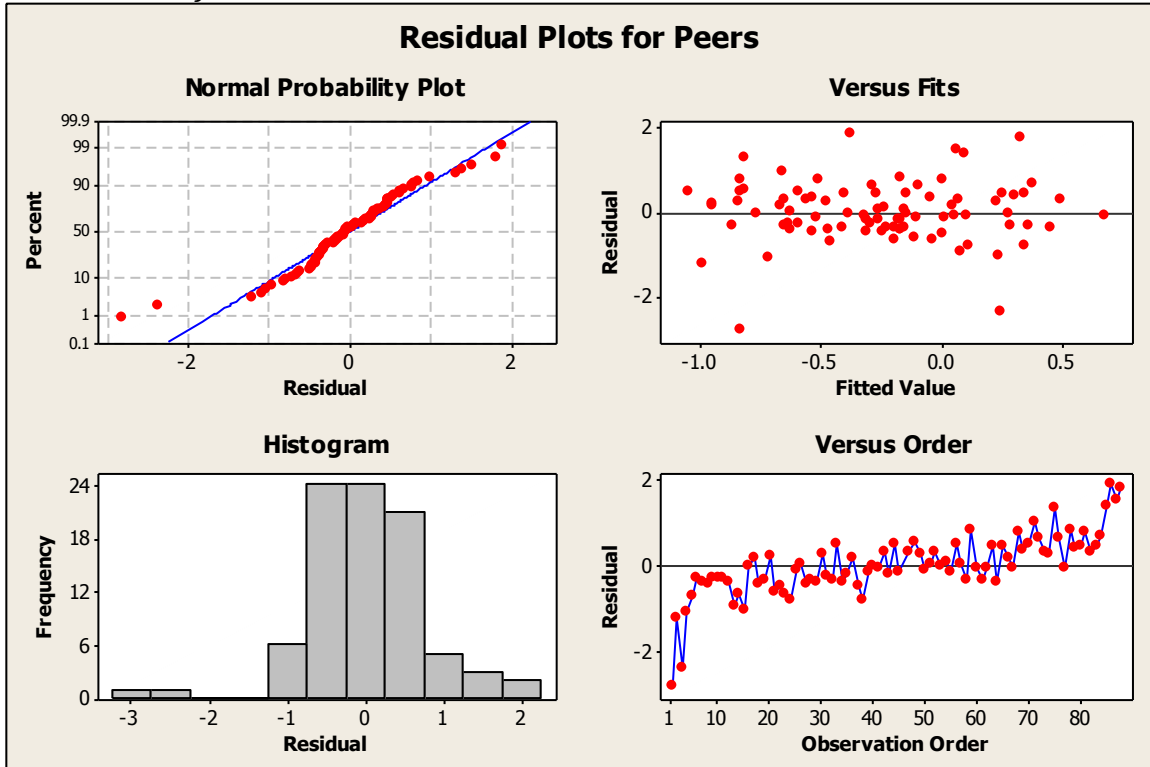 Residual Plots for Peers
Normal Probability Plot
99.9
99
90
50
10
1
0.1
Percent
-2 0 2
Residual
Versus Fits
2
0
-2
Residual
-1.0 -0.5 0.0 0.5
Fitted Value
Histogram
24
18
12
6
0
Frequency
-3 -2 -1 0 1 2
Residual
Versus Order
2
0
-2
Residual
1 10 20 30 40 50 60 70 80
Observation Order